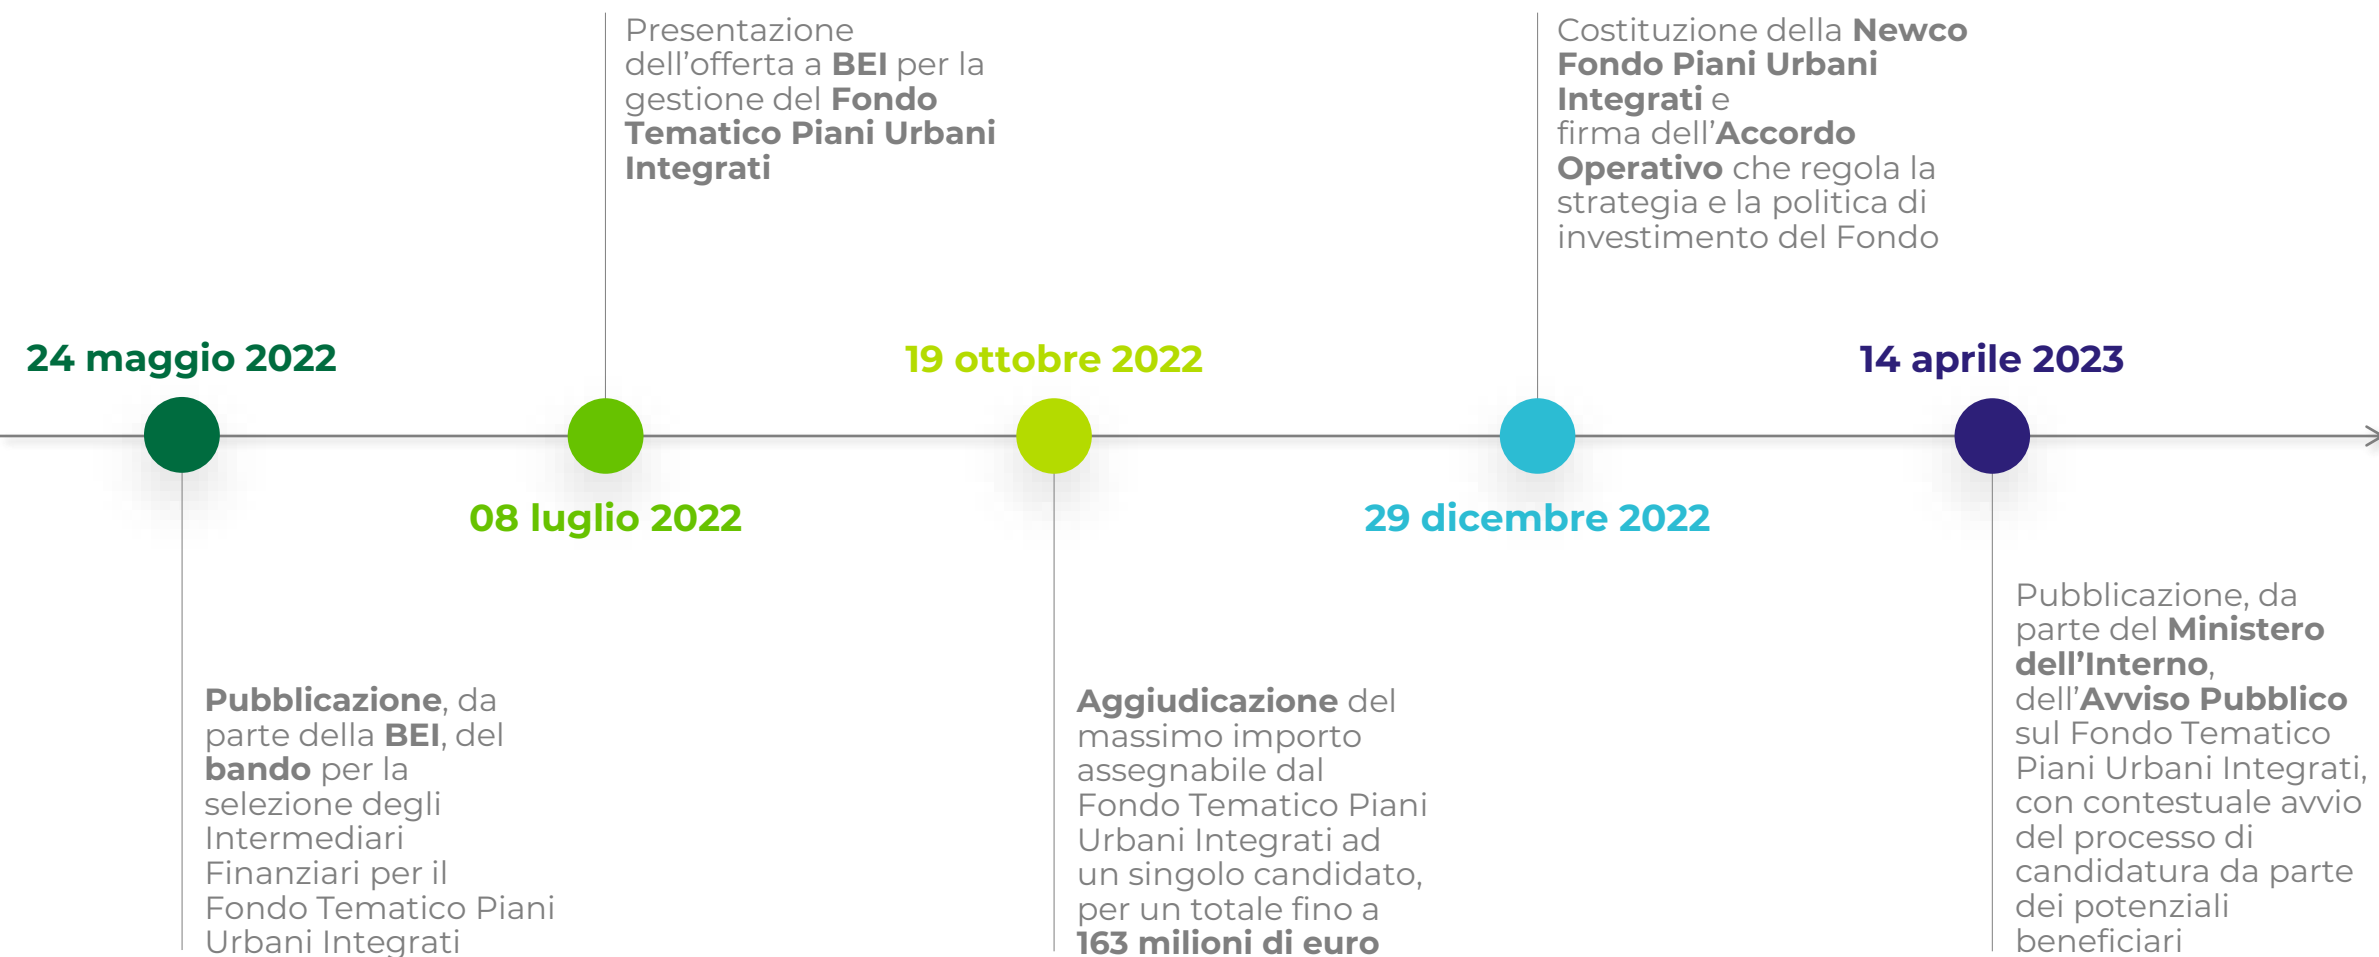 24 maggio 2022
Pubblicazione, da
parte della BEI, del
bando per la
selezione degli
Intermediari
Finanziari per il
Fondo Tematico Piani
Urbani Integrati
Presentazione
dell’offerta a BEI per la
gestione del Fondo
Tematico Piani Urbani
Integrati
08 luglio 2022
19 ottobre 2022
Aggiudicazione del
massimo importo
assegnabile dal
Fondo Tematico Piani
Urbani Integrati ad
un singolo candidato,
per un totale fino a
163 milioni di euro
Costituzione della Newco
Fondo Piani Urbani
Integrati e
firma dell’Accordo
Operativo che regola la
strategia e la politica di
investimento del Fondo
29 dicembre 2022
14 aprile 2023
Pubblicazione, da
parte del Ministero
dell’Interno,
dell’Avviso Pubblico
sul Fondo Tematico
Piani Urbani Integrati,
con contestuale avvio
del processo di
candidatura da parte
dei potenziali
beneficiari